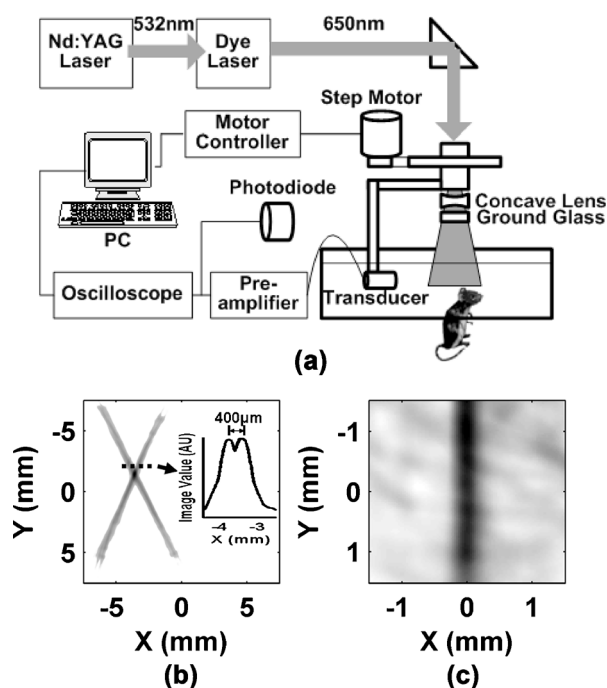 532nm
650nm
Nd:YAG
Laser
Dye
Laser
Step Motor
Motor
Controller
Photodiode
Concave Lens
Ground Glass
PC
Oscilloscope
Pre-
amplifier
Transducer
(a)
-5
0
5
Y (mm)
400µm
Image Value (AU)
-4 -3
X (mm)
-5 0 5
X (mm)
(b)
-1
0
1
Y (mm)
-1 0 1
X (mm)
(c)